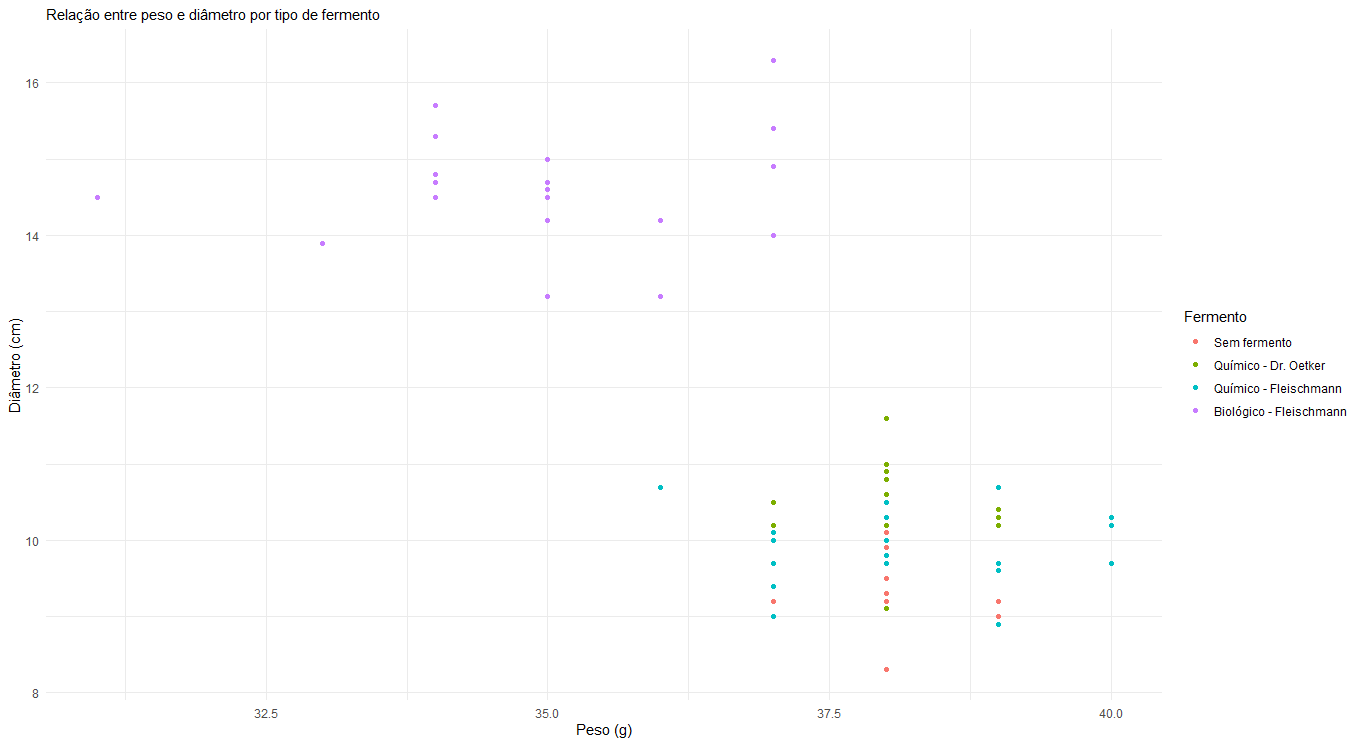 Relação entre peso e diâmetro por tipo de fermento
16
14
12
10
8
Diâmetro (cm)
32.5
35.0
37.5
40.0
Peso (g)
Fermento
Sem fermento
Químico - Dr. Oetker
Químico - Fleischmann
Biológico - Fleischmann